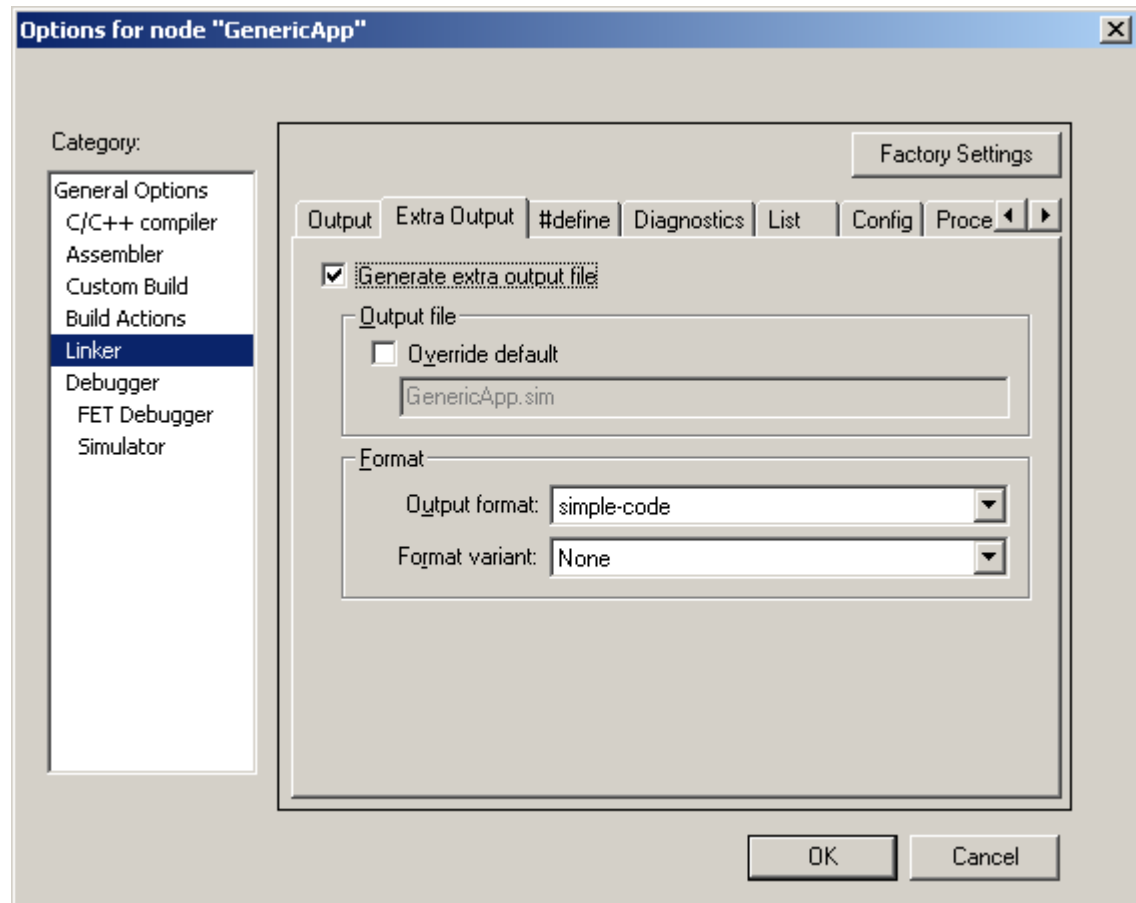 Options for node "GenericApp"
Category:
General Options
C/C++ compiler
Assembler
Custom Build
Build Actions
Linker
Debugger
FET Debugger
Simulator
Factory Settings
Output Extra Output #define Diagnostics List Config Proce
Generate extra output file
Output file
Override default
GenericApp.sim
Format
Output format: simple-code
Format variant: None
OK Cancel